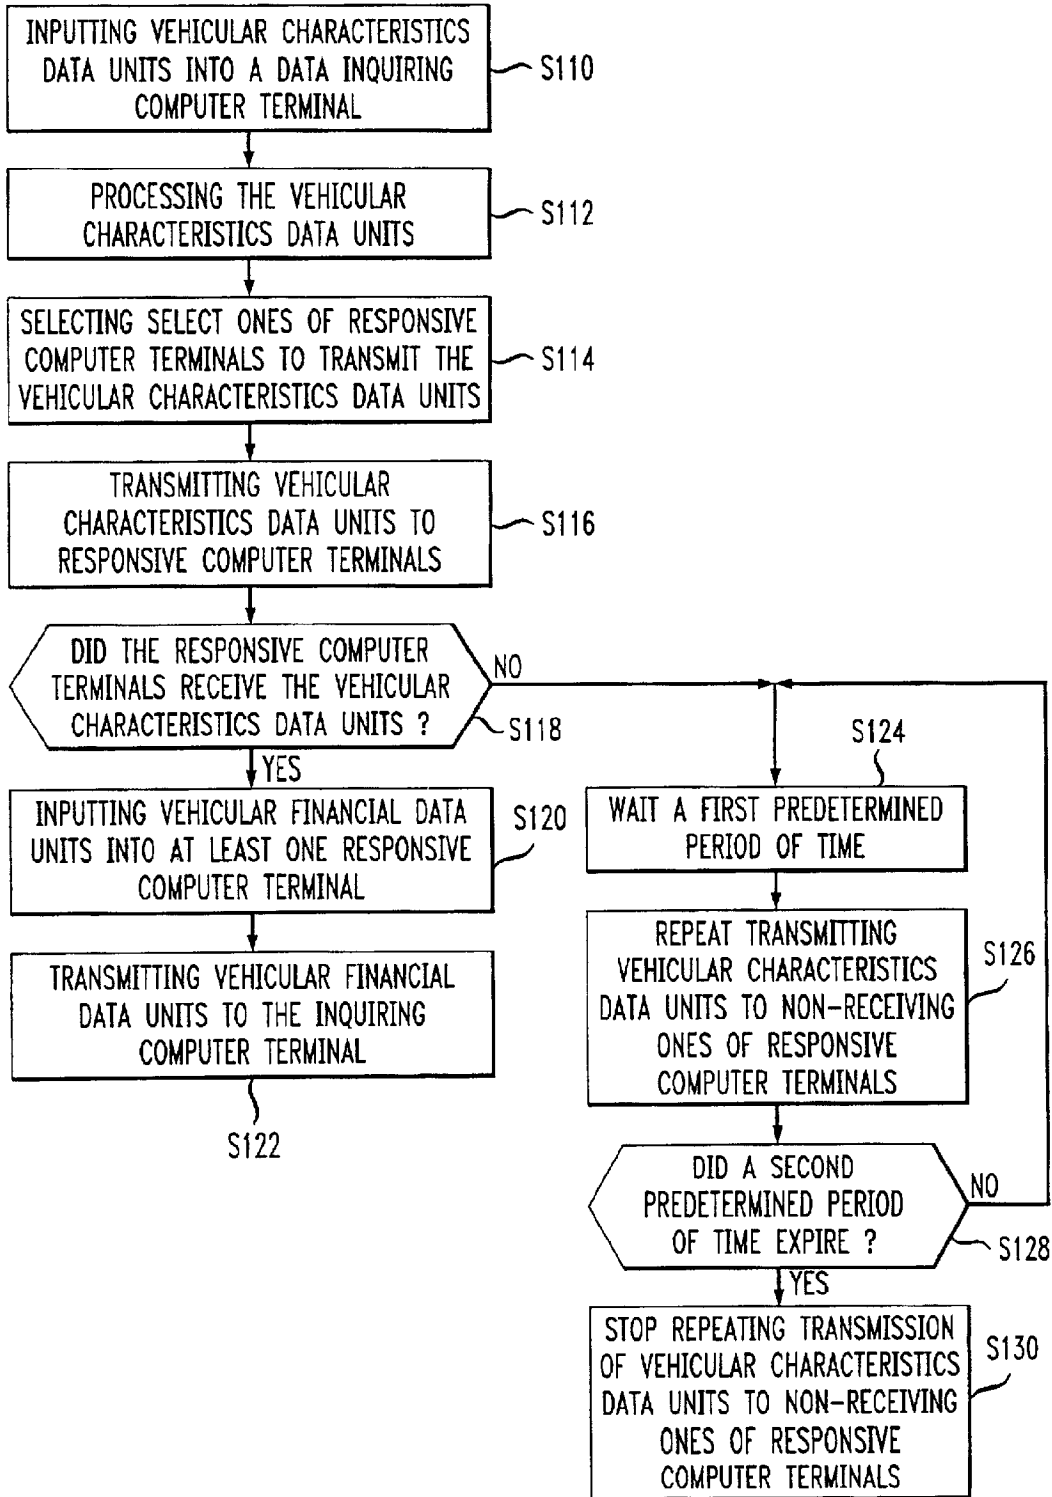 INPUTTING VEHICULAR CHARACTERISTICS
DATA UNITS INTO A DATA INQUIRING
COMPUTER TERMINAL
S110
PROCESSING THE VEHICULAR
CHARACTERISTICS DATA UNITS
S112
SELECTING SELECT ONES OF RESPONSIVE
COMPUTER TERMINALS TO TRANSMIT THE
VEHICULAR CHARACTERISTICS DATA UNITS
S114
TRANSMITTING VEHICULAR
CHARACTERISTICS DATA UNITS TO
RESPONSIVE COMPUTER TERMINALS
S116
DID THE RESPONSIVE COMPUTER
TERMINALS RECEIVE THE VEHICULAR
CHARACTERISTICS DATA UNITS ?
NO
S118
YES
INPUTTING VEHICULAR FINANCIAL DATA
UNITS INTO AT LEAST ONE RESPONSIVE
COMPUTER TERMINAL
S120
TRANSMITTING VEHICULAR FINANCIAL
DATA UNITS TO THE INQUIRING
COMPUTER TERMINAL
S122
S124
WAIT A FIRST PREDETERMINED
PERIOD OF TIME
REPEAT TRANSMITTING
VEHICULAR CHARACTERISTICS
DATA UNITS TO NON-RECEIVING
ONES OF RESPONSIVE
COMPUTER TERMINALS
S126
DID A SECOND
PREDETERMINED PERIOD
OF TIME EXPIRE ?
NO
S128
YES
STOP REPEATING TRANSMISSION
OF VEHICULAR CHARACTERISTICS
DATA UNITS TO NON-RECEIVING
ONES OF RESPONSIVE
COMPUTER TERMINALS
S130